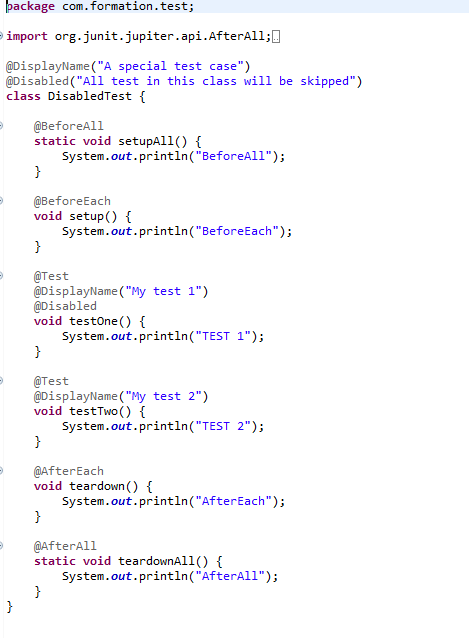 package com.formation.test;
import org.junit.jupiter.api.AfterAll;
@DisplayName("A special test case")
@Disabled("All test in this class will be skipped")
class DisabledTest {
@BeforeAll
static void setupAll() {
System.out.println("BeforeAll");
}
@BeforeEach
void setup() {
System.out.println("BeforeEach");
}
@Test
@DisplayName("My test 1")
@Disabled
void testOne() {
System.out.println("TEST 1");
}
@Test
@DisplayName("My test 2")
void testTwo() {
System.out.println("TEST 2");
}
@AfterEach
void teardown() {
System.out.println("AfterEach");
}
@AfterAll
static void teardownAll() {
System.out.println("AfterAll");
}
}